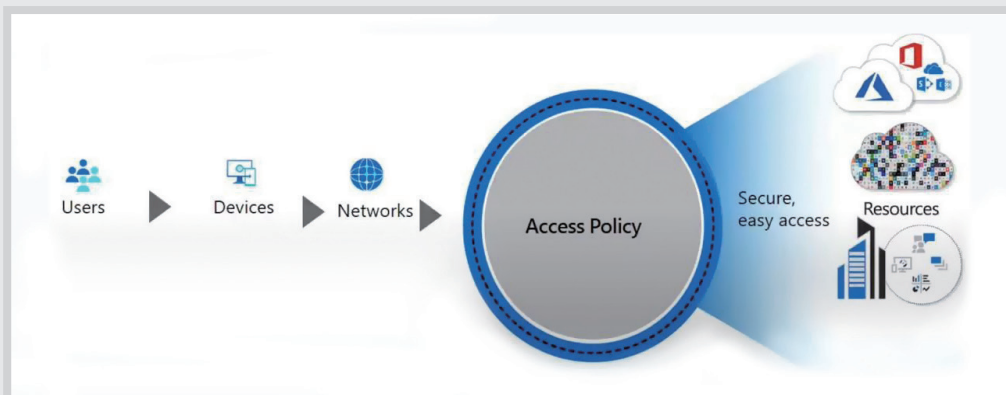 Users
Devices
Networks
Access Policy
Secure,
easy access
Resources